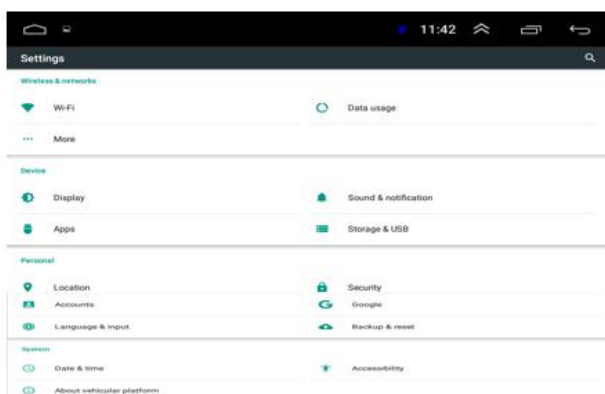 11:42
Settings
Wireless & networks
Wi-Fi
Data usage
More
Device
Display
Sound & notification
Apps
Storage & USB
Personal
Location
Security
Accounts
Google
Language & input
Backup & reset
System
Date & time
Accessibility
About vehicular platform